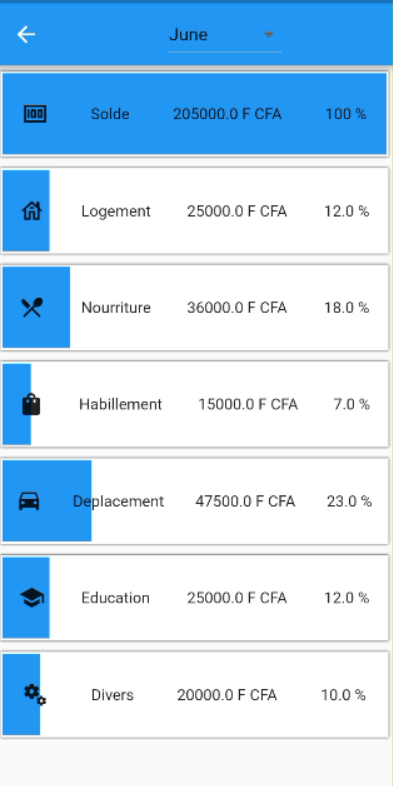 June
Solde 205000.0 F CFA 100 %
Logement 25000.0 F CFA 12.0 %
Nourriture 36000.0 F CFA 18.0 %
Habillement 15000.0 F CFA 7.0 %
Deplacement 47500.0 F CFA 23.0 %
Education 25000.0 F CFA 12.0 %
Divers 20000.0 F CFA 10.0 %